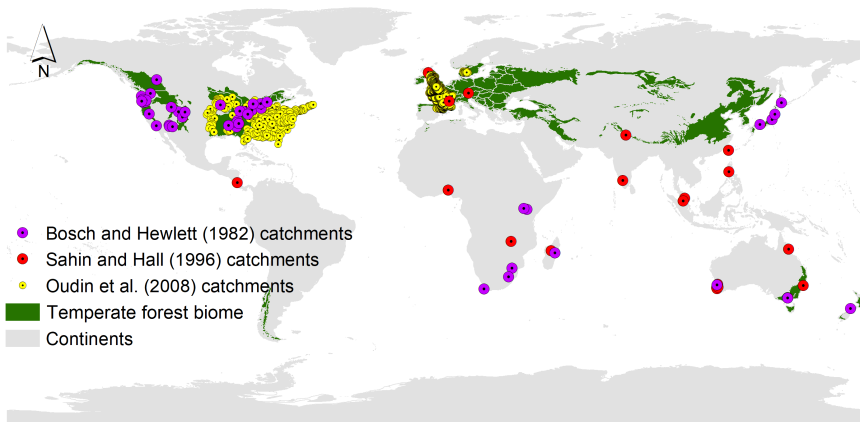 N
Bosch and Hewlett (1982) catchments
Sahin and Hall (1996) catchments
Oudin et al. (2008) catchments
Temperate forest biome
Continents